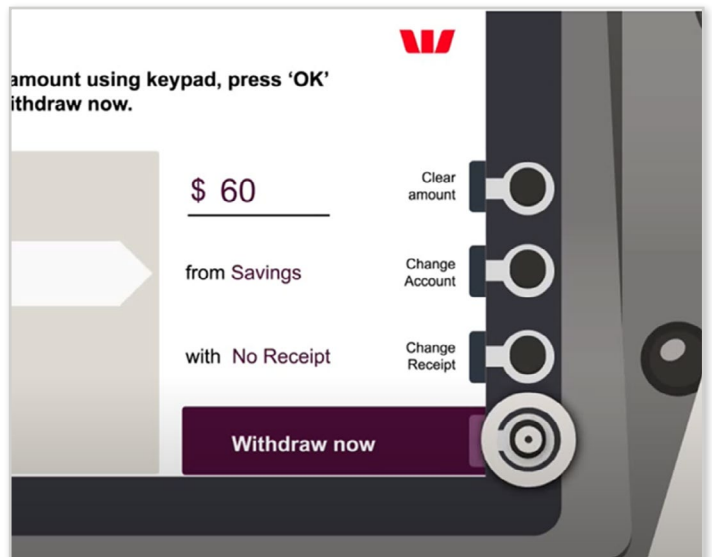 amount using keypad, press ‘OK’
ithdraw now.
$ 60
Clear
amount
from Savings
Change
Account
with No Receipt
Change
Receipt
Withdraw now